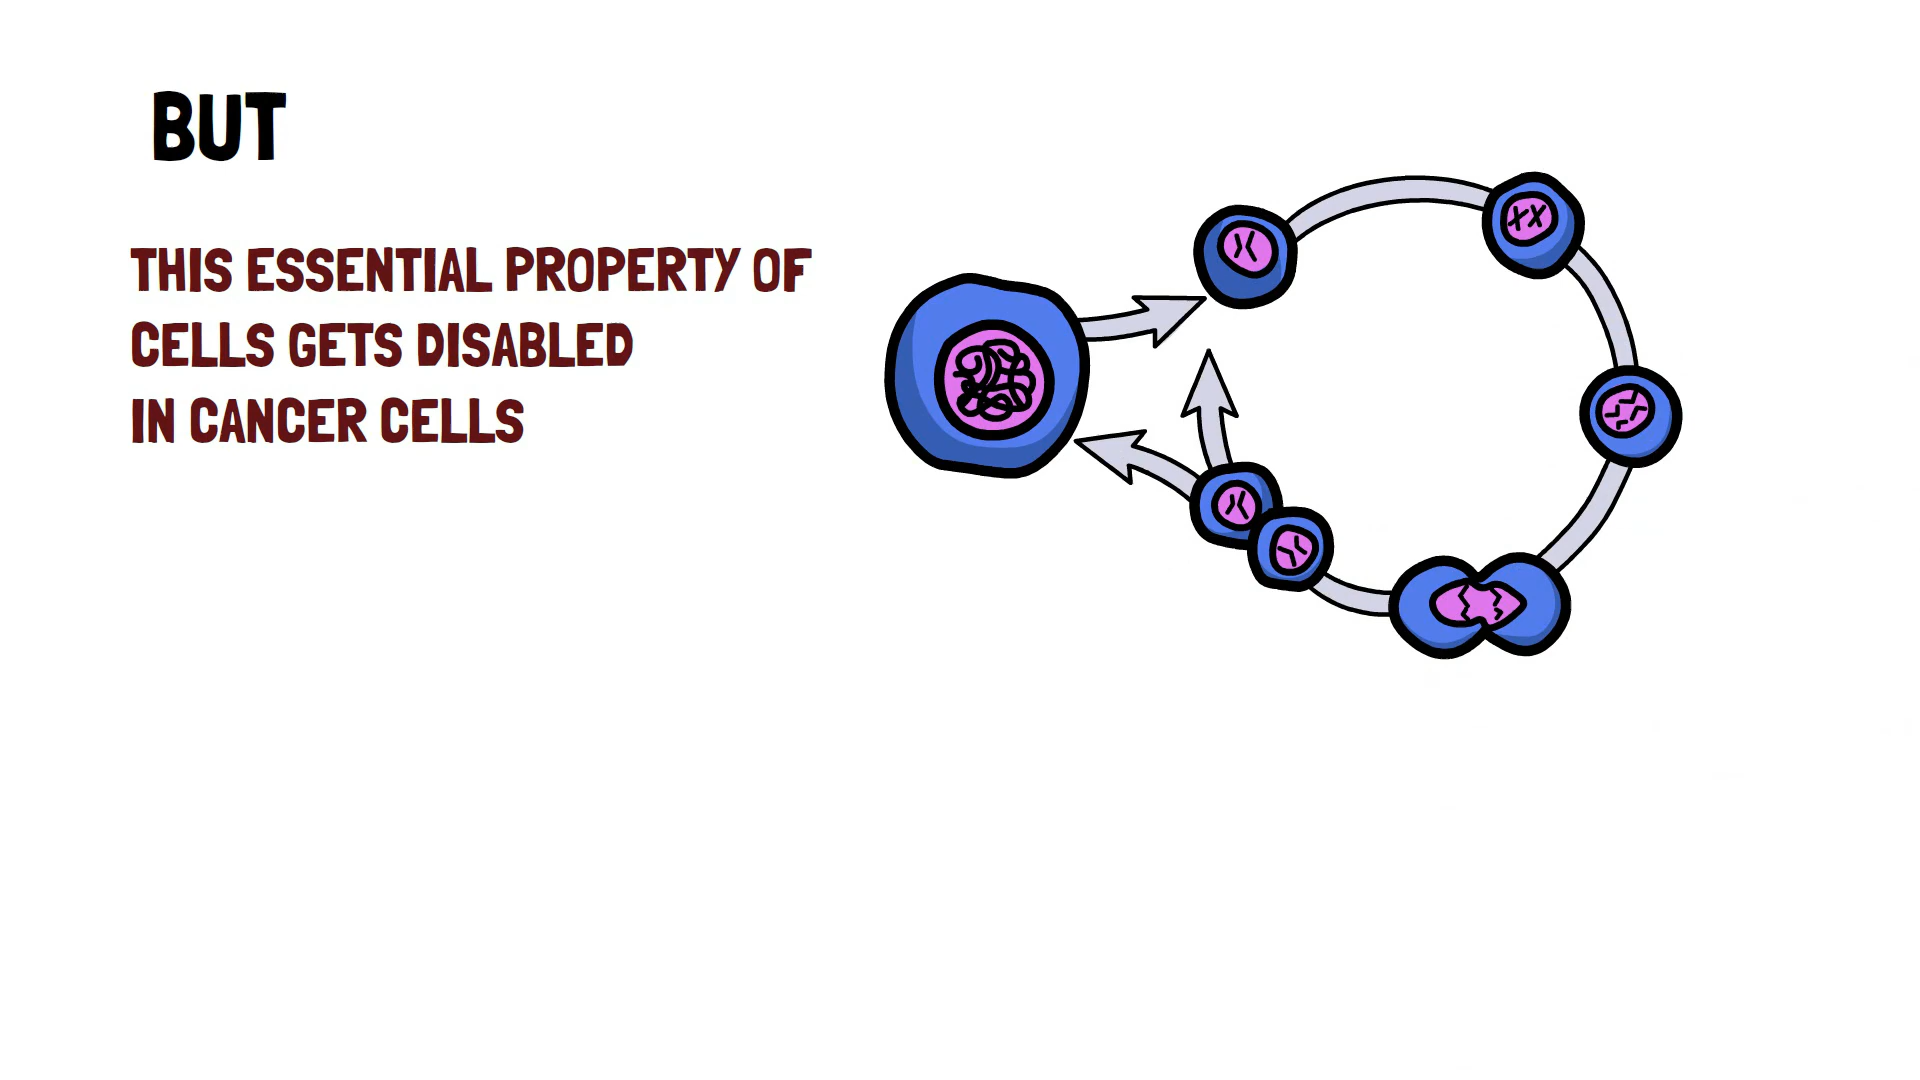 BUT
THIS ESSENTIAL PROPERTY OF
CELLS GETS DISABLED
IN CANCER CELLS